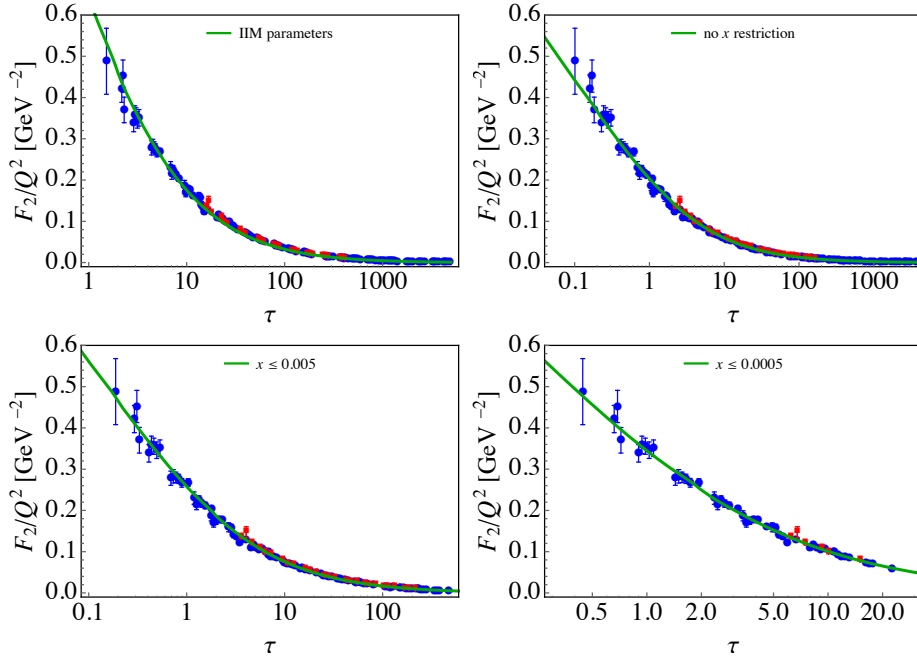 0.6
0.5
0.4
0.3
0.2
0.1
0.0
F₂/Q² [GeV⁻²]
IIM parameters
1 10 100 1000
τ
0.6
0.5
0.4
0.3
0.2
0.1
0.0
F₂/Q² [GeV⁻²]
no x restriction
0.1 1 10 100 1000
τ
0.6
0.5
0.4
0.3
0.2
0.1
0.0
F₂/Q² [GeV⁻²]
x ≤ 0.005
0.1 1 10 100
τ
0.6
0.5
0.4
0.3
0.2
0.1
0.0
F₂/Q² [GeV⁻²]
x ≤ 0.0005
0.5 1.0 2.0 5.0 10.0 20.0
τ